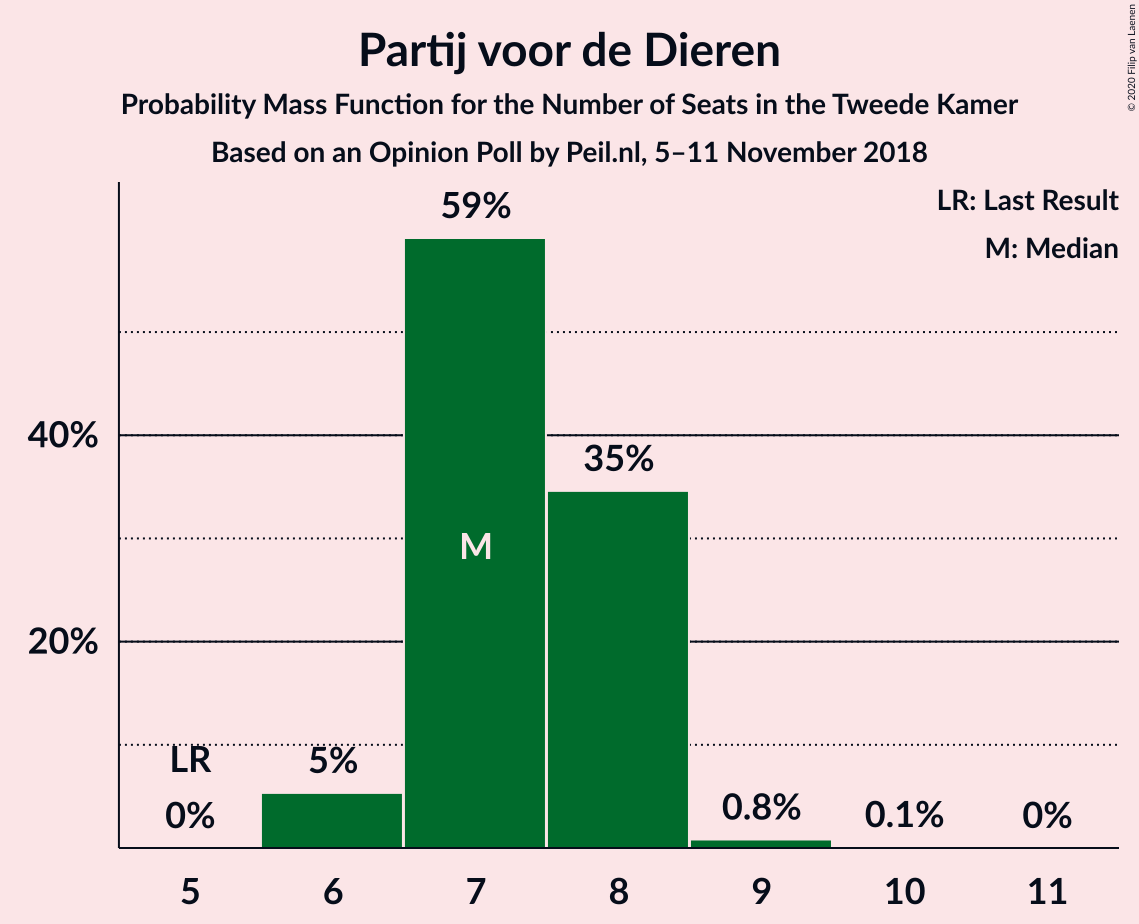 Partij voor de Dieren
Probability Mass Function for the Number of Seats in the Tweede Kamer
Based on an Opinion Poll by Peil.nl, 5–11 November 2018
© 2020 Filip van Laenen
LR: Last Result
M: Median
59%
40%
35%
M
20%
LR
5%
0%
0.8%
0.1%
0%
5 6 7 8 9 10 11